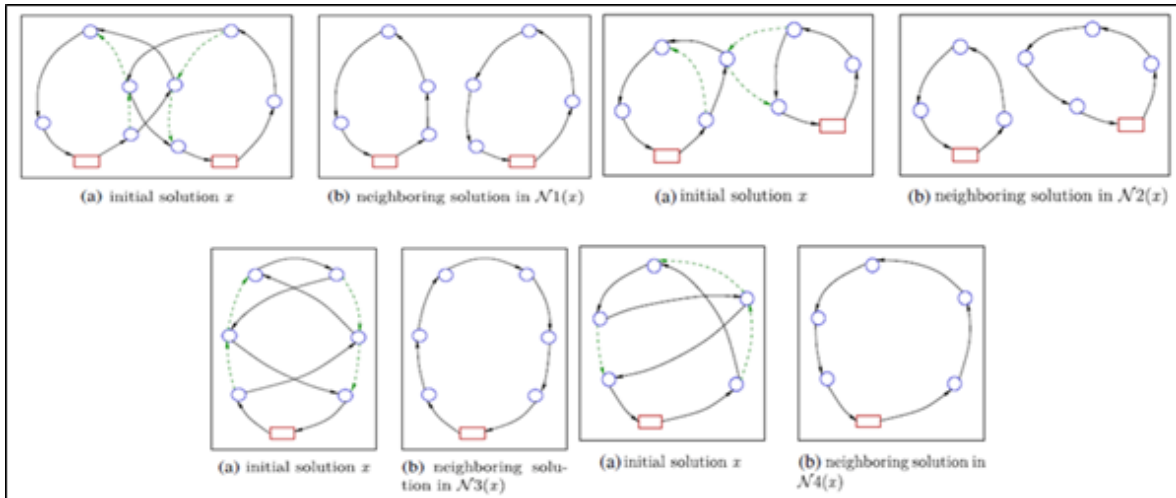 (a) initial solution x
(b) neighboring solution in N1(x)
(a) initial solution x
(b) neighboring solution in N2(x)
(a) initial solution x
(b) neighboring solu-
tion in N3(x)
(a) initial solution x
(b) neighboring solution in
N4(x)